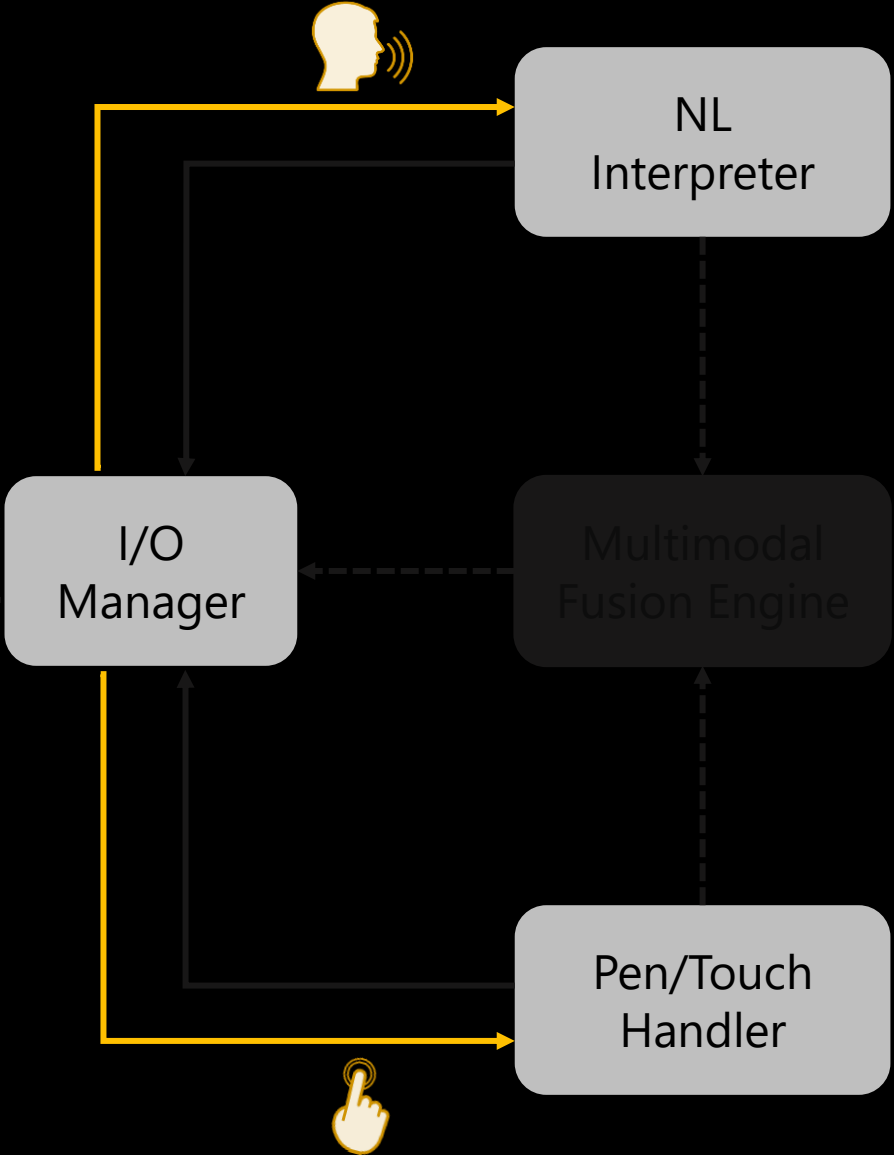 NL
Interpreter
I/O
Manager
Multimodal
Fusion Engine
Pen/Touch
Handler